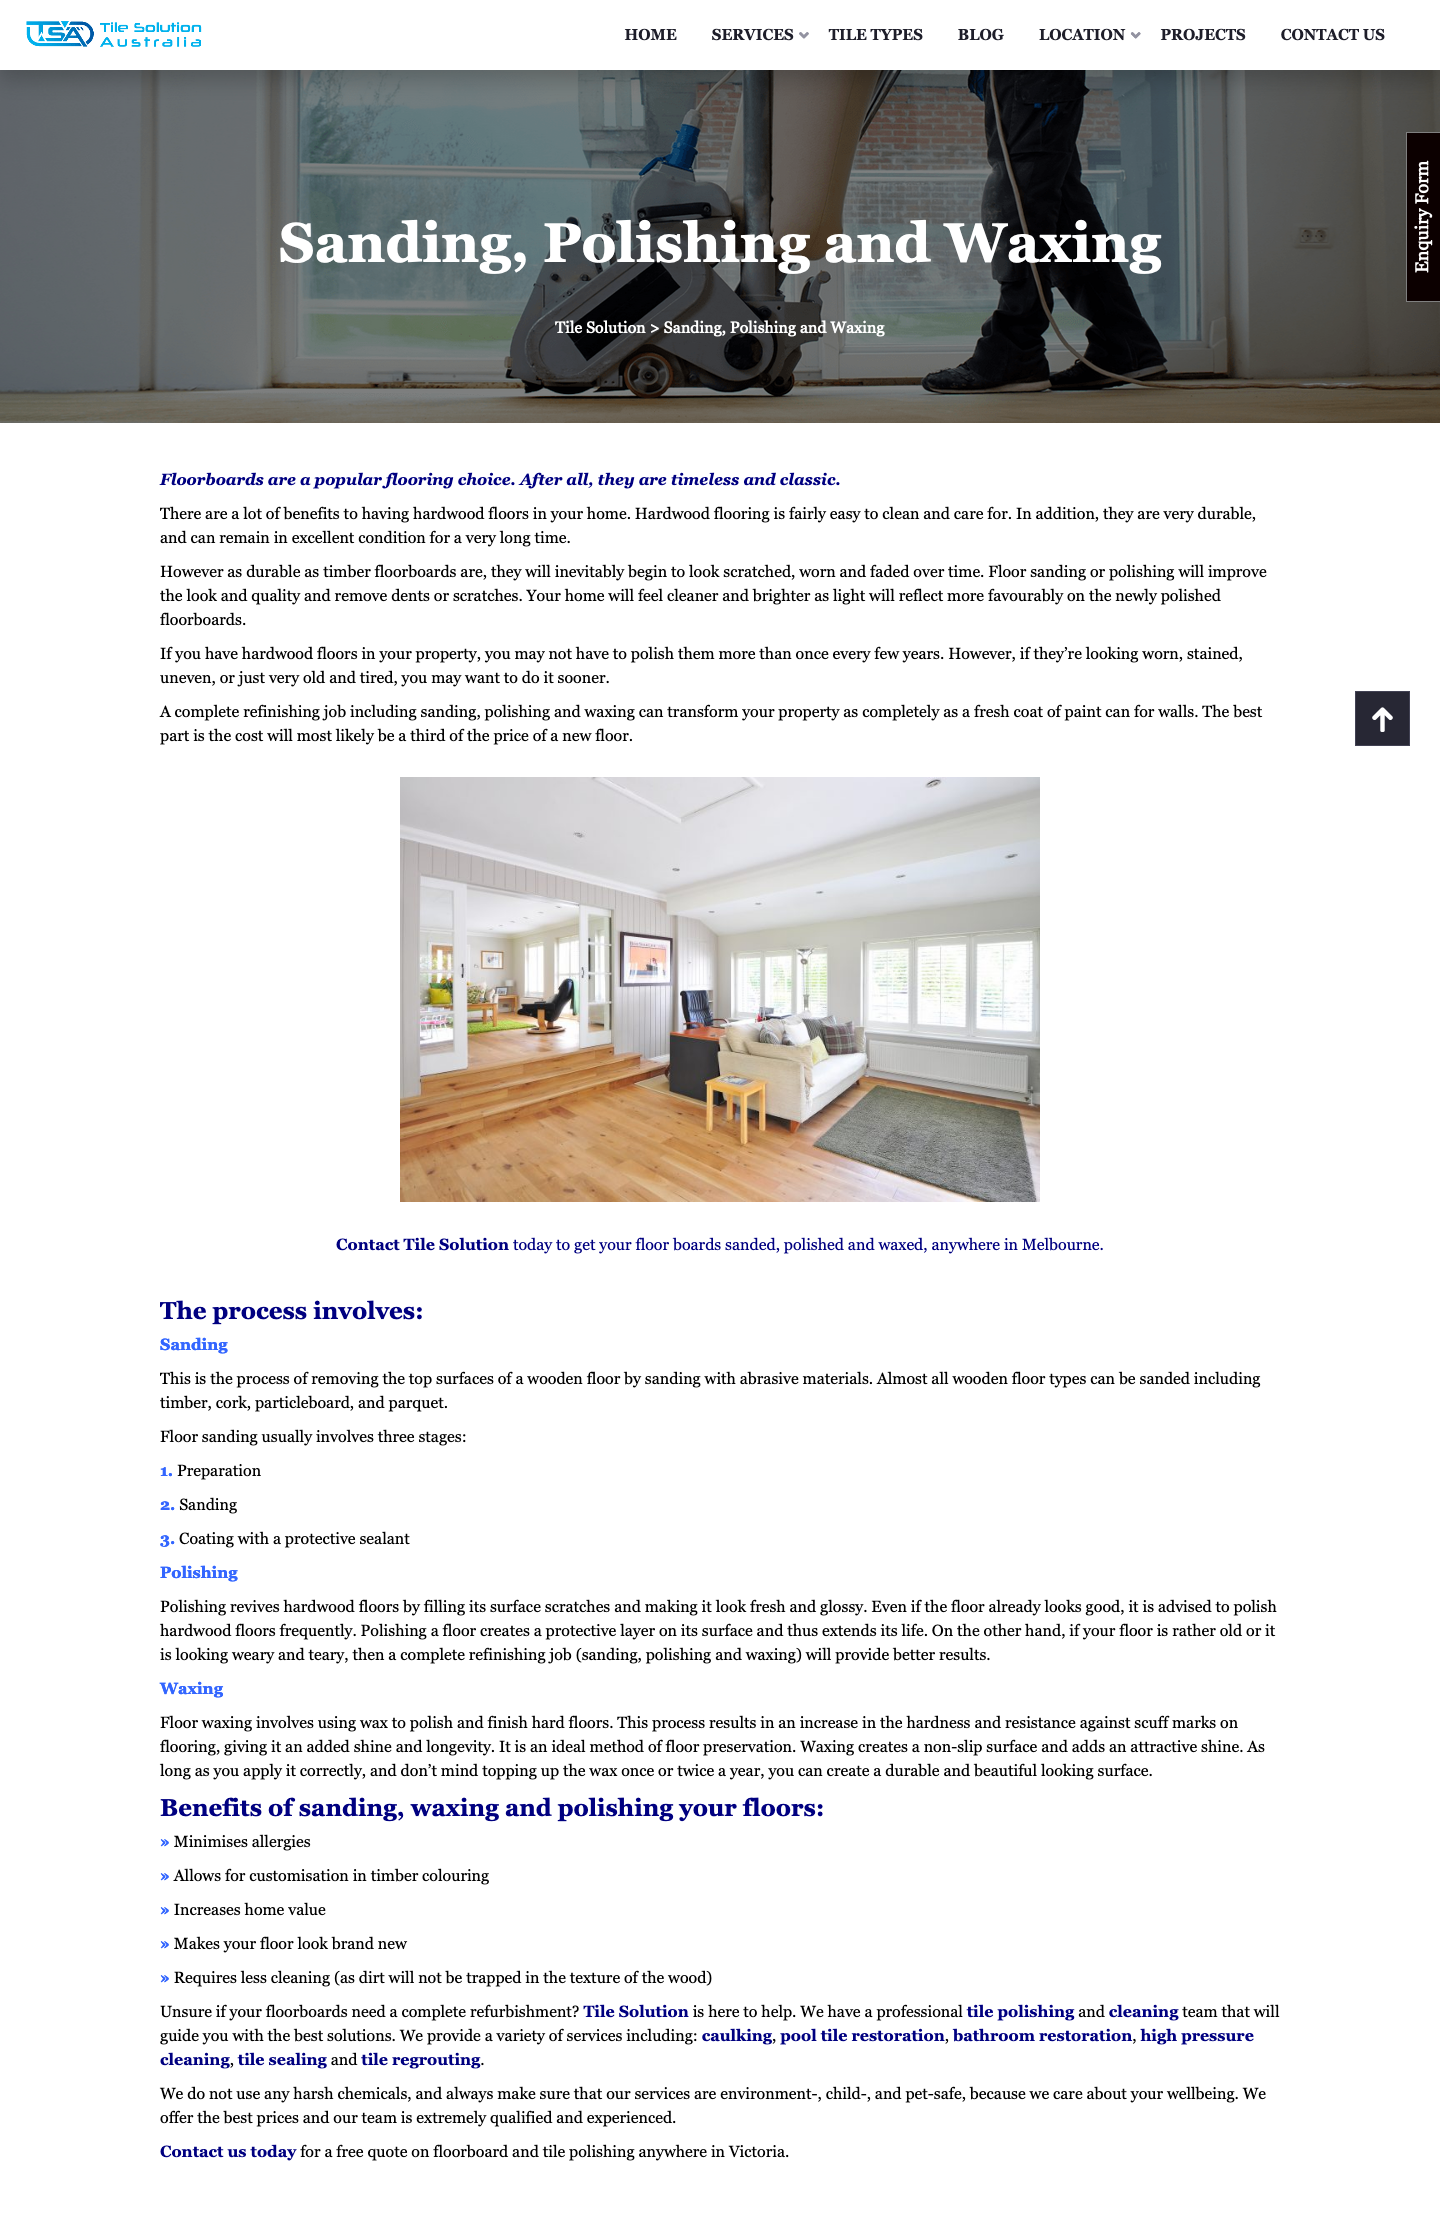 TSA Tile Solution
Australia
HOME SERVICES TILE TYPES BLOG LOCATION PROJECTS CONTACT US
Enquiry Form
Sanding, Polishing and Waxing
Tile Solution > Sanding, Polishing and Waxing
Floorboards are a popular flooring choice. After all, they are timeless and classic.
There are a lot of benefits to having hardwood floors in your home. Hardwood flooring is fairly easy to clean and care for. In addition, they are very durable,
and can remain in excellent condition for a very long time.
However as durable as timber floorboards are, they will inevitably begin to look scratched, worn and faded over time. Floor sanding or polishing will improve
the look and quality and remove dents or scratches. Your home will feel cleaner and brighter as light will reflect more favourably on the newly polished
floorboards.
If you have hardwood floors in your property, you may not have to polish them more than once every few years. However, if they’re looking worn, stained,
uneven, or just very old and tired, you may want to do it sooner.
A complete refinishing job including sanding, polishing and waxing can transform your property as completely as a fresh coat of paint can for walls. The best
part is the cost will most likely be a third of the price of a new floor.
Contact Tile Solution today to get your floor boards sanded, polished and waxed, anywhere in Melbourne.
The process involves:
Sanding
This is the process of removing the top surfaces of a wooden floor by sanding with abrasive materials. Almost all wooden floor types can be sanded including
timber, cork, particleboard, and parquet.
Floor sanding usually involves three stages:
1. Preparation
2. Sanding
3. Coating with a protective sealant
Polishing
Polishing revives hardwood floors by filling its surface scratches and making it look fresh and glossy. Even if the floor already looks good, it is advised to polish
hardwood floors frequently. Polishing a floor creates a protective layer on its surface and thus extends its life. On the other hand, if your floor is rather old or it
is looking weary and teary, then a complete refinishing job (sanding, polishing and waxing) will provide better results.
Waxing
Floor waxing involves using wax to polish and finish hard floors. This process results in an increase in the hardness and resistance against scuff marks on
flooring, giving it an added shine and longevity. It is an ideal method of floor preservation. Waxing creates a non-slip surface and adds an attractive shine. As
long as you apply it correctly, and don’t mind topping up the wax once or twice a year, you can create a durable and beautiful looking surface.
Benefits of sanding, waxing and polishing your floors:
» Minimises allergies
» Allows for customisation in timber colouring
» Increases home value
» Makes your floor look brand new
» Requires less cleaning (as dirt will not be trapped in the texture of the wood)
Unsure if your floorboards need a complete refurbishment? Tile Solution is here to help. We have a professional tile polishing and cleaning team that will
guide you with the best solutions. We provide a variety of services including: caulking, pool tile restoration, bathroom restoration, high pressure
cleaning, tile sealing and tile regrouting.
We do not use any harsh chemicals, and always make sure that our services are environment-, child-, and pet-safe, because we care about your wellbeing. We
offer the best prices and our team is extremely qualified and experienced.
Contact us today for a free quote on floorboard and tile polishing anywhere in Victoria.